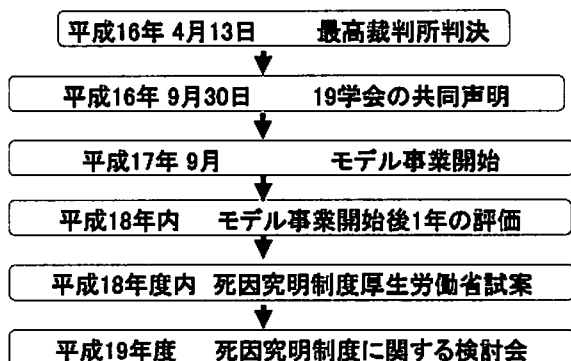 平成16年 4月13日 最高裁判所判決
平成16年 9月30日 19学会の共同声明
平成17年 9月 モデル事業開始
平成18年内 モデル事業開始後1年の評価
平成18年度内 死因究明制度厚生労働省試案
平成19年度 死因究明制度に関する検討会